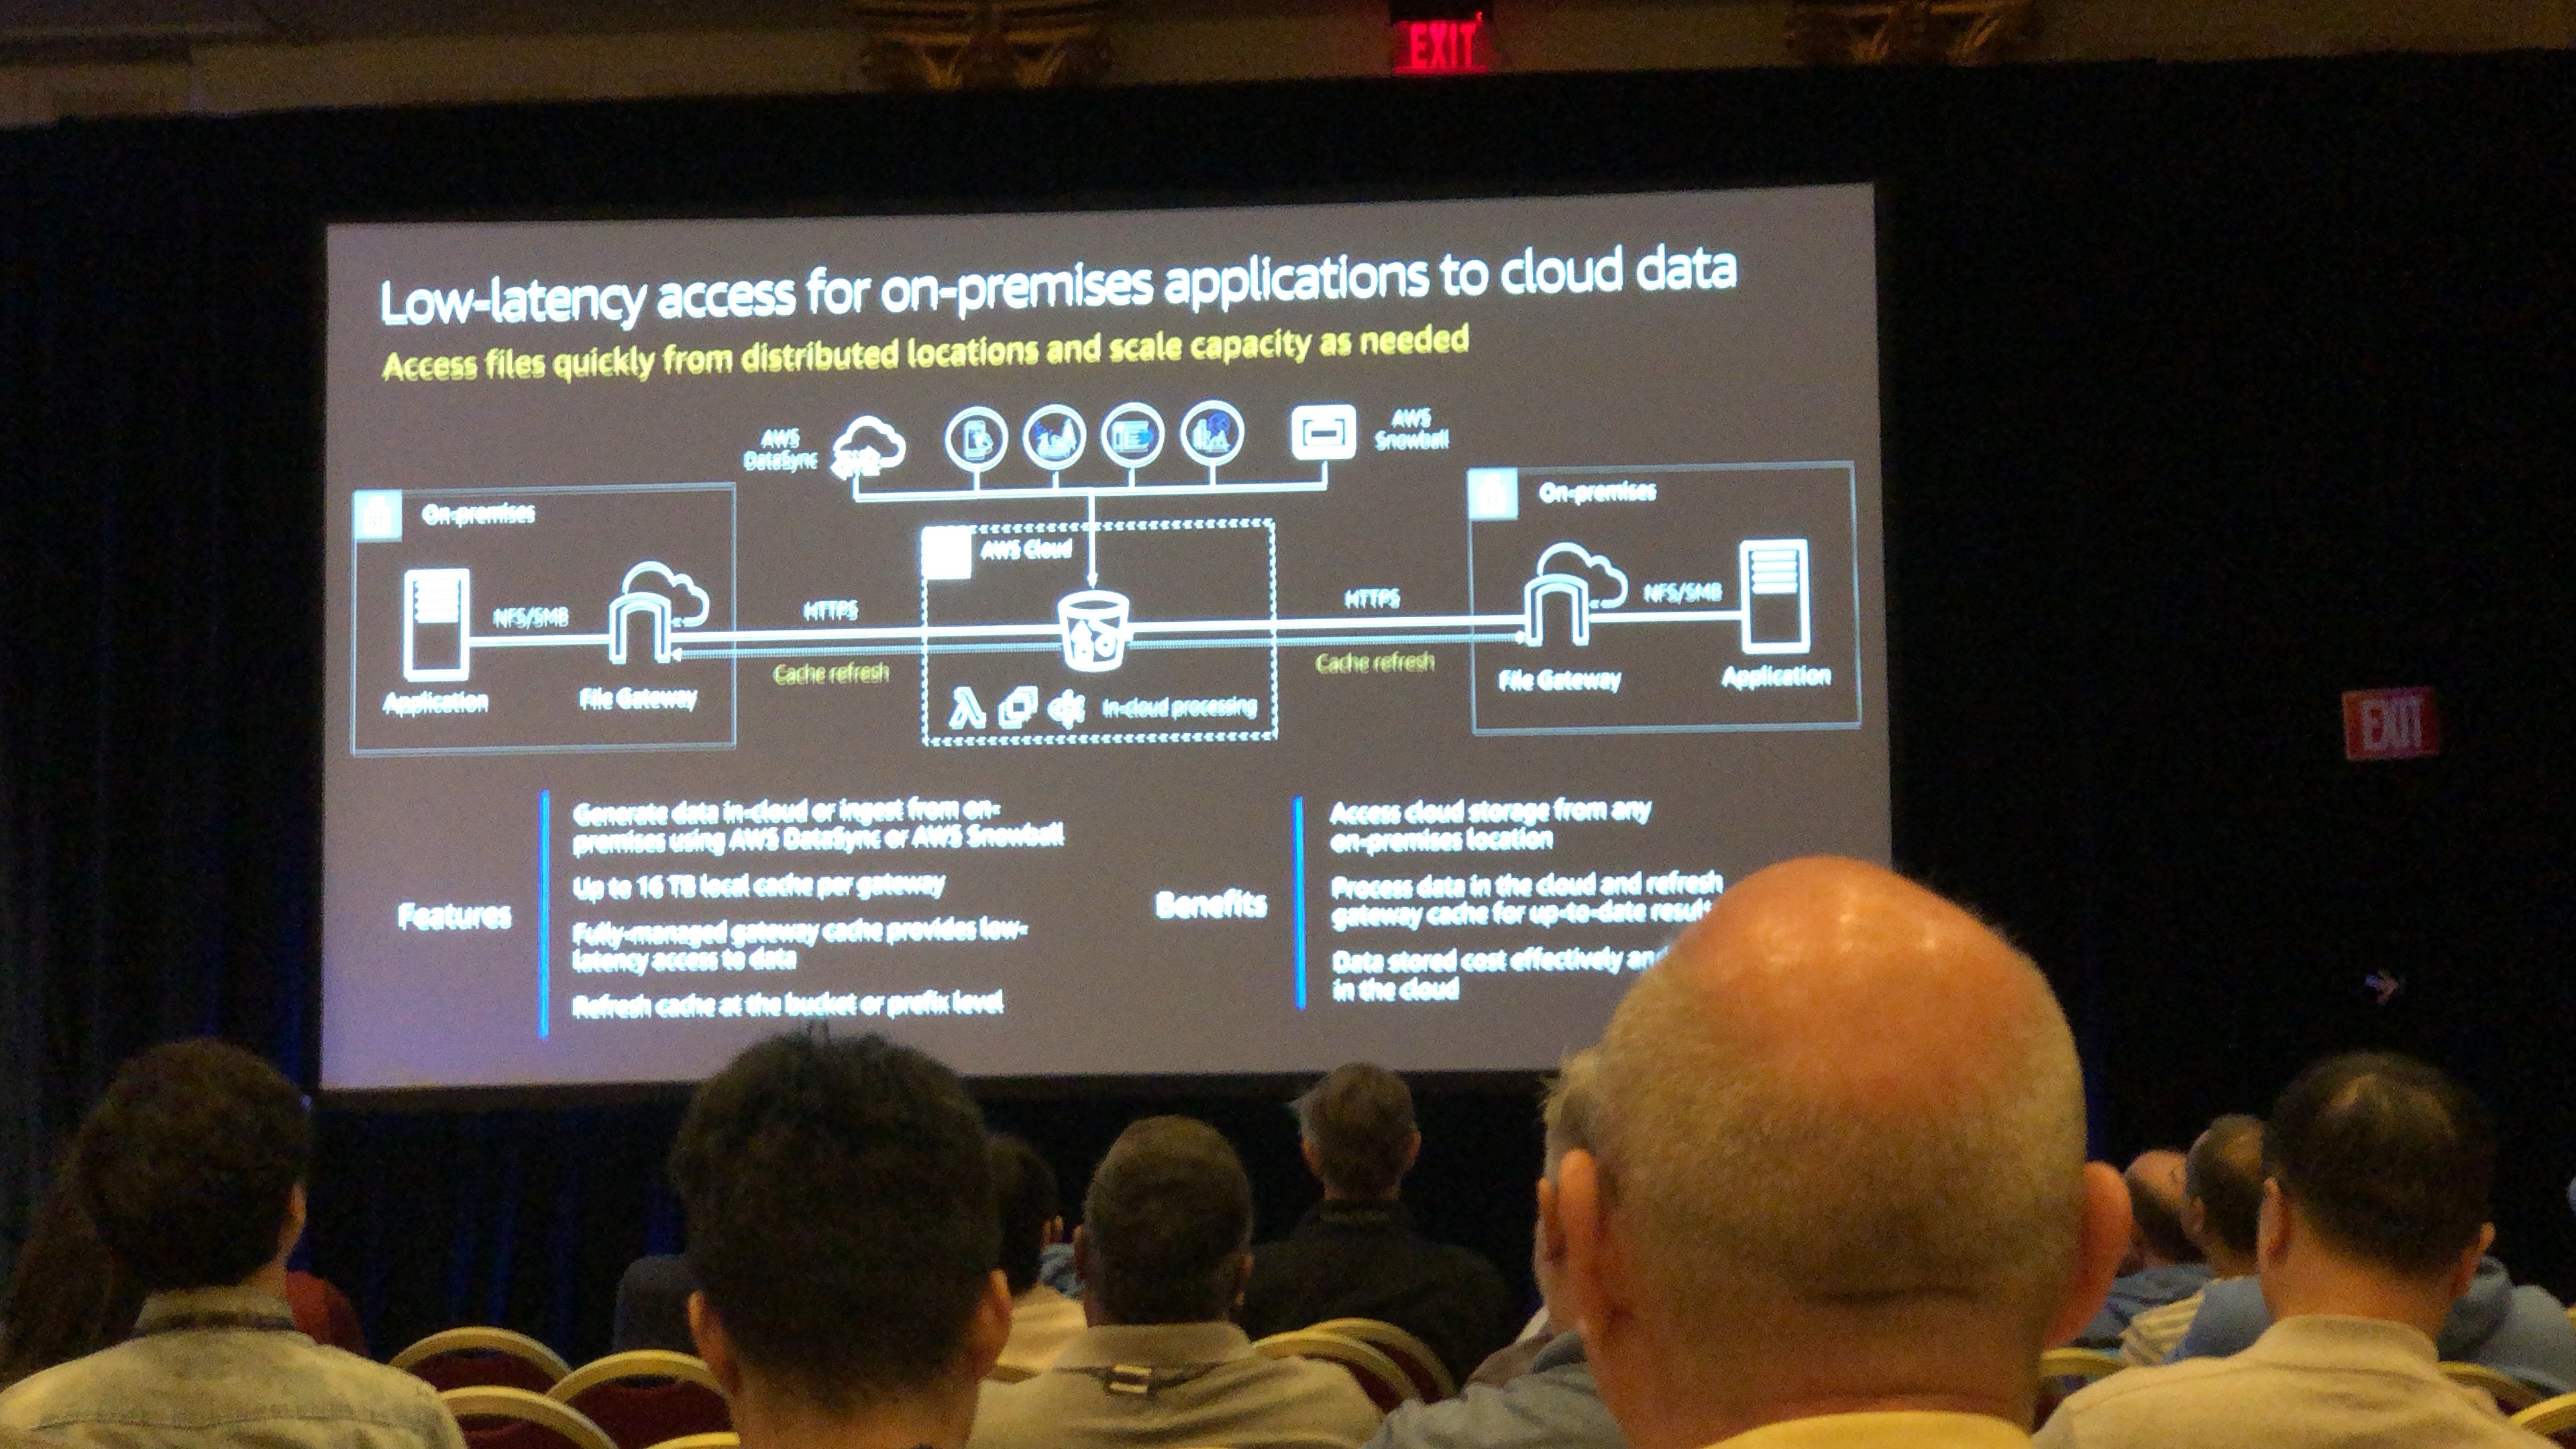 EXIT
Low-latency access for on-premises applications to cloud data
Access files quickly from distributed locations and scale capacity as needed
AWS
DataSync
AWS
Snowball
On-premises
On-premises
AWS Cloud
NFS/SMB
HTTPS
HTTPS
NFS/SMB
Cache refresh
Cache refresh
Application
File Gateway
File Gateway
Application
In-cloud processing
EXIT
Features
Generate data in-cloud or ingest from on-
premises using AWS DataSync or AWS Snowball
Up to 16 TB local cache per gateway
Fully-managed gateway cache provides low-
latency access to data
Refresh cache at the bucket or prefix level
Benefits
Access cloud storage from any
on-premises location
Process data in the cloud and refresh
gateway cache for up-to-date
Data stored cost effectively
in the cloud